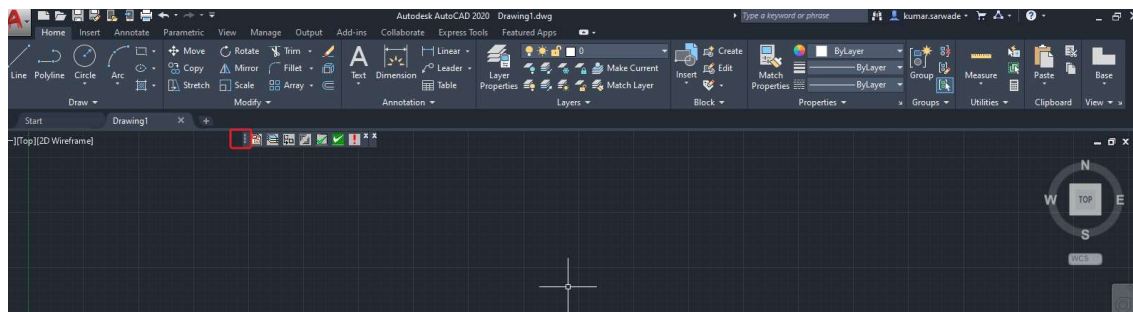 Autodesk AutoCAD 2020 Drawing1.dwg Type a keyword or phrase kumar.sarwade
Home Insert Annotate Parametric View Manage Output Add-ins Collaborate Express Tools Featured Apps
Move Rotate Trim Linear 0 Create ByLayer
Line Polyline Circle Arc Copy Mirror Fillet Text Dimension Leader Layer Properties Make Current Insert Edit Match Properties ByLayer Group Measure Paste Base
Stretch Scale Array Table Match Layer ByLayer
Draw Modify Annotation Layers Block Properties Groups Utilities Clipboard View
Start Drawing1
–][Top][2D Wireframe]
N
W TOP E
S
WCS